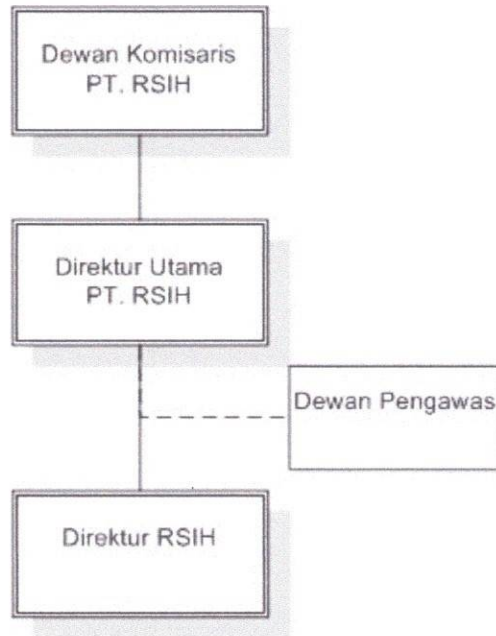 Dewan Komisaris
PT. RSIH
Direktur Utama
PT. RSIH
Dewan Pengawas
Direktur RSIH